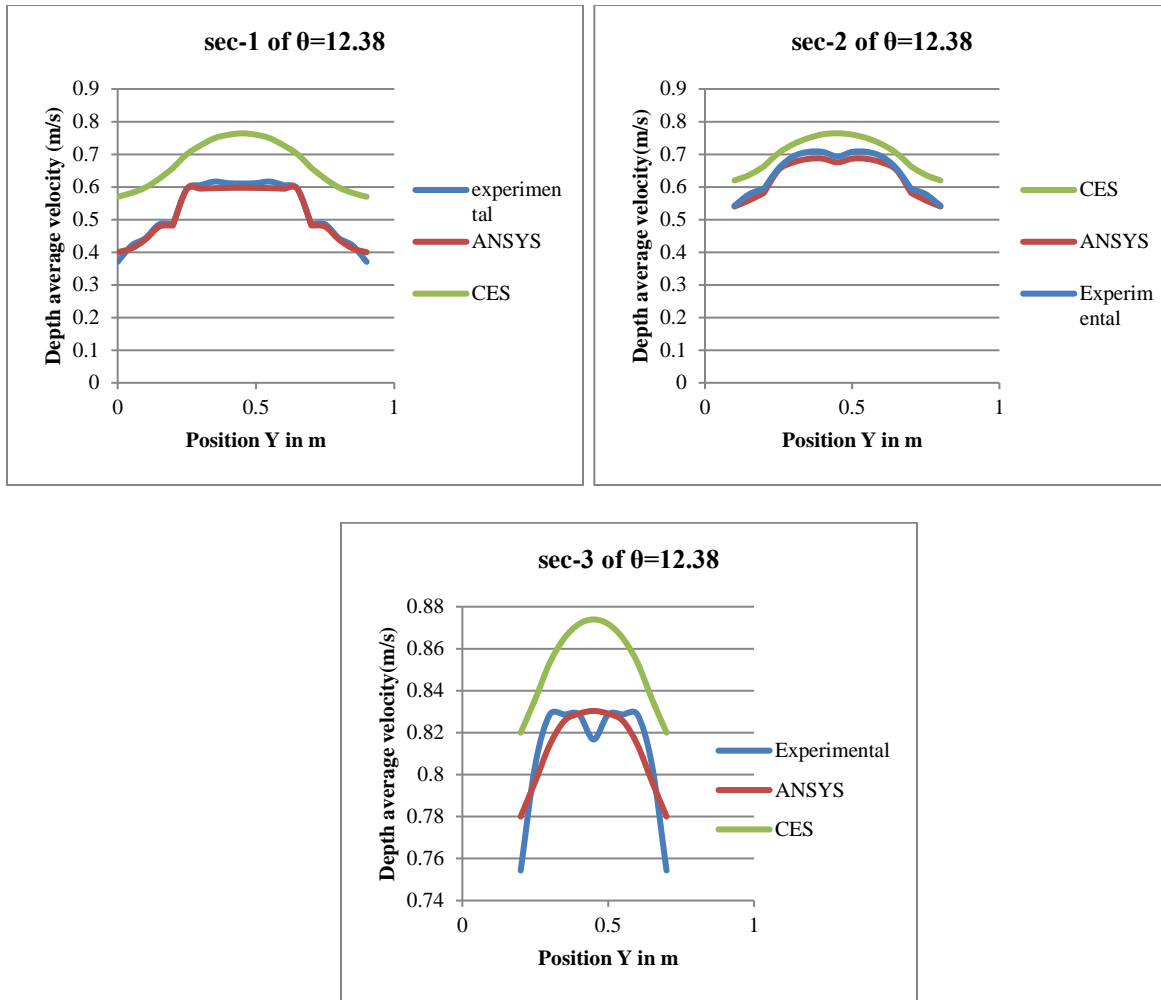 sec-1 of θ=12.38
Depth average velocity (m/s)
0.9
0.8
0.7
0.6
0.5
0.4
0.3
0.2
0.1
0
0 0.5 1
Position Y in m
experimen
tal
ANSYS
CES
sec-2 of θ=12.38
Depth average velocity(m/s)
0.9
0.8
0.7
0.6
0.5
0.4
0.3
0.2
0.1
0
0 0.5 1
Position Y in m
CES
ANSYS
Experim
ental
sec-3 of θ=12.38
Depth average velocity(m/s)
0.88
0.86
0.84
0.82
0.8
0.78
0.76
0.74
0 0.5 1
Position Y in m
Experimental
ANSYS
CES